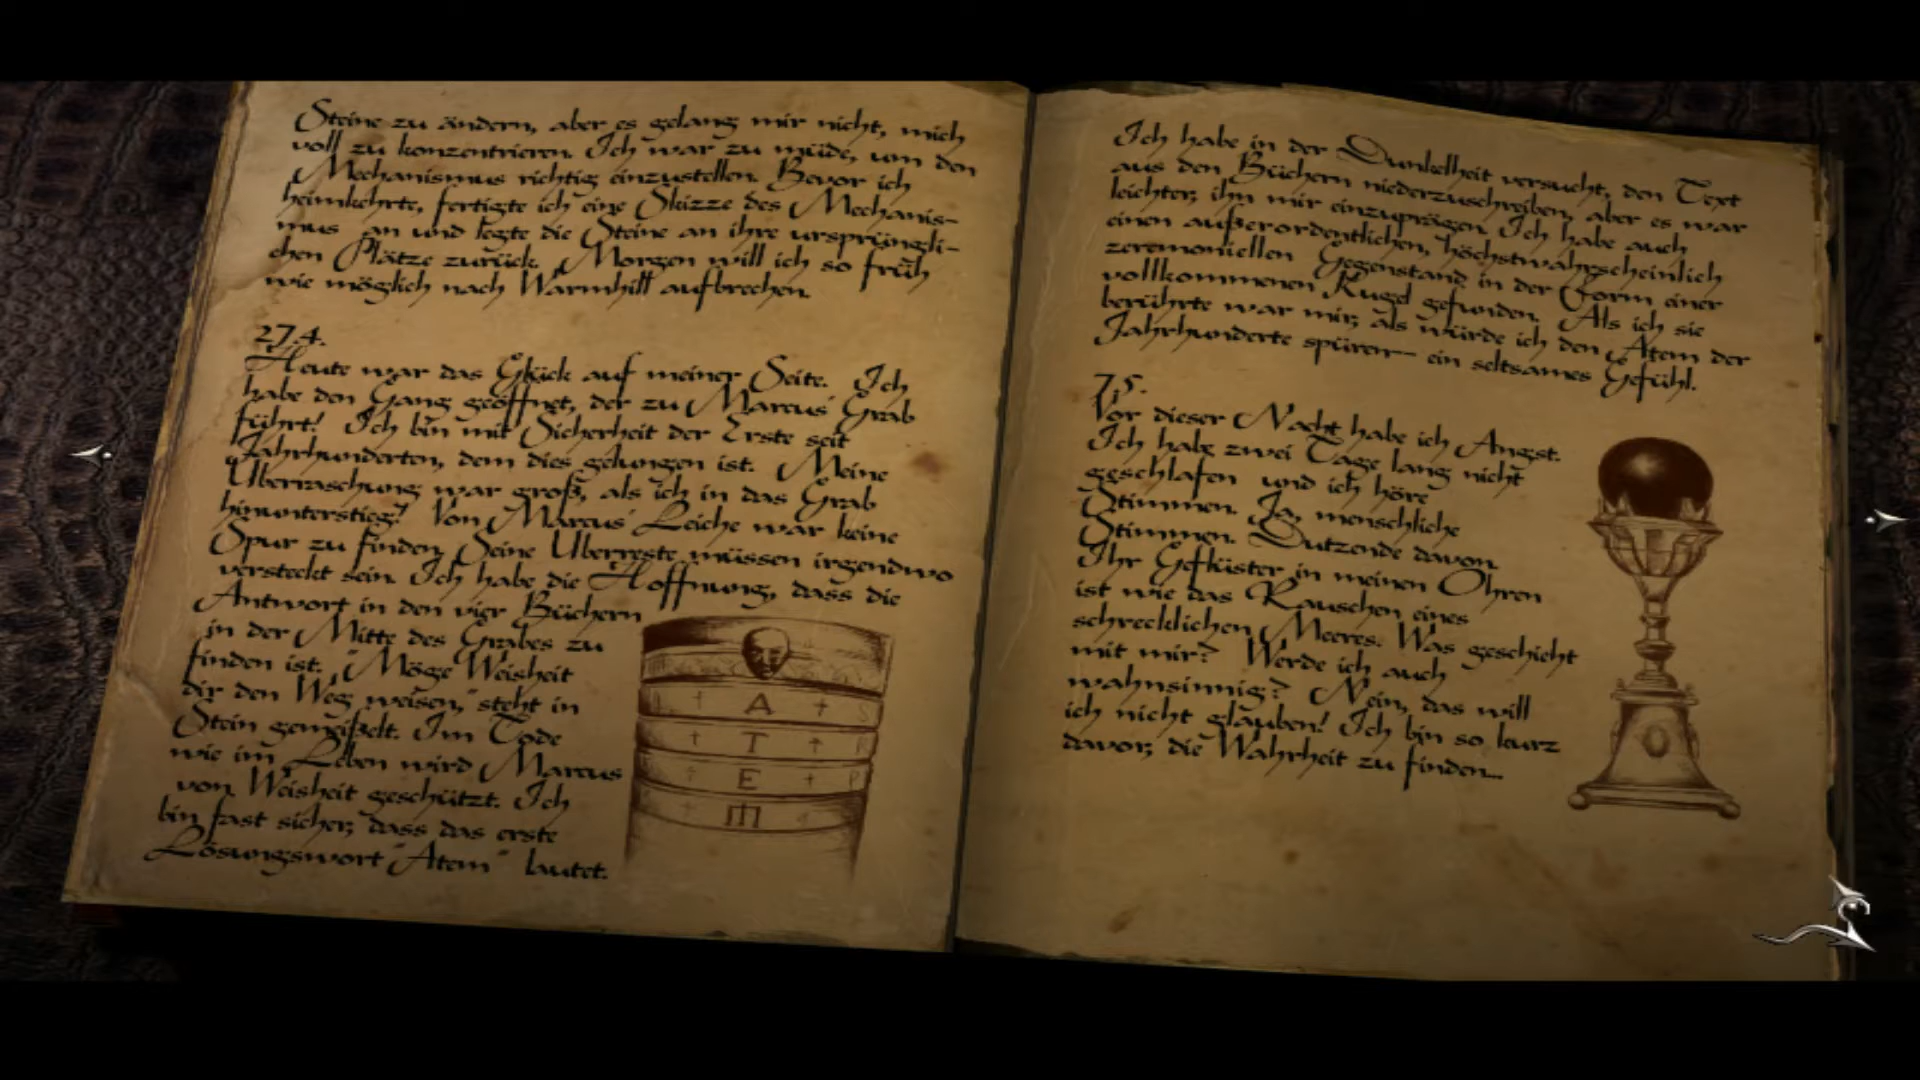 Steine zu ändern, aber es gelang mir nicht, mich
voll zu konzentrieren. Ich war zu müde, um den
Mechanismus richtig einzustellen. Bevor ich
heimkehrte, fertigte ich eine Skizze des Mechanis-
mus an und legte die Steine an ihre ursprüngli-
chen Plätze zurück. Morgen will ich so früh
wie möglich nach Warmhill aufbrechen.
27.4.
Heute war das Glück auf meiner Seite. Ich
habe den Gang geöffnet, der zu Marcus' Grab
führt! Ich bin mit Sicherheit der Erste seit
Jahrhunderten, dem dies gelungen ist. Meine
Überraschung war groß, als ich in das Grab
hinunterstieg! Von Marcus' Leiche war keine
Spur zu finden. Seine Überreste müssen irgendwo
versteckt sein. Ich habe die Hoffnung, dass die
Antwort in den vier Büchern
in der Mitte des Grabes zu
finden ist. "Möge Weisheit
dir den Weg weisen," steht in
Stein gemeißelt. Im Tode
wie im Leben wird Marcus
von Weisheit geschützt. Ich
bin fast sicher, dass das erste
Lösungswort "Atem" lautet.
A
T
E
M
Ich habe in der Dunkelheit versucht, den Text
aus den Büchern niederzuschreiben, aber es war
leichter, ihn mir einzuprägen. Ich habe auch
einen außerordentlichen, höchstwahrscheinlich
zeremoniellen Gegenstand in der Form einer
vollkommenen Kugel gefunden. Als ich sie
berührte war mir, als würde ich den Atem der
Jahrhunderte spüren- ein seltsames Gefühl.
7.5.
Vor dieser Nacht habe ich Angst.
Ich habe zwei Tage lang nicht
geschlafen und ich höre
Stimmen. Ja, menschliche
Stimmen. Dutzende davon.
Ihr Geflüster in meinen Ohren
ist wie das Rauschen eines
schrecklichen Meeres. Was geschieht
mit mir? Werde ich auch
wahnsinnig? Nein, das will
ich nicht glauben! Ich bin so kurz
davor, die Wahrheit zu finden...